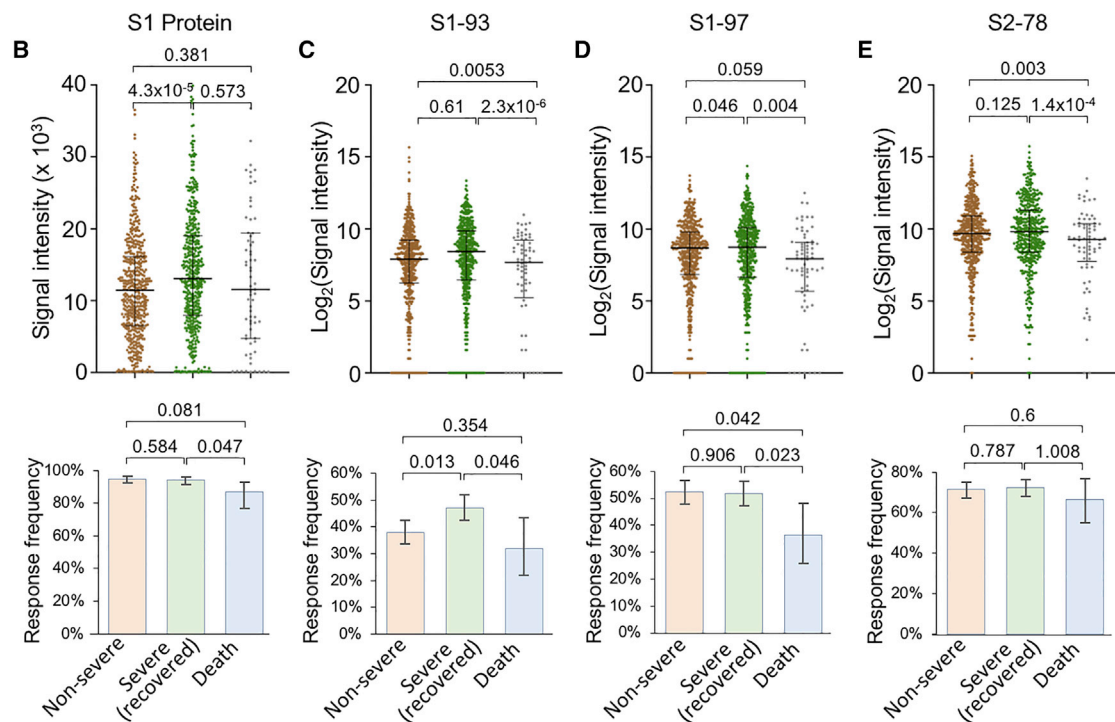 S1 Protein
S1-93
S1-97
S2-78
B
C
D
E
0.381
4.3x10⁻⁵
0.573
Signal intensity (x 10³)
40
30
20
10
0
0.0053
0.61
2.3x10⁻⁶
Log₂(Signal intensity)
20
15
10
5
0
0.059
0.046
0.004
Log₂(Signal intensity)
20
15
10
5
0
0.003
0.125
1.4x10⁻⁴
Log₂(Signal intensity)
20
15
10
5
0
0.081
0.584
0.047
Response frequency
100%
80%
60%
40%
20%
0%
Non-severe
Severe
(recovered)
Death
0.354
0.013
0.046
Response frequency
60%
50%
40%
30%
20%
10%
0%
Non-severe
Severe
(recovered)
Death
0.042
0.906
0.023
Response frequency
60%
50%
40%
30%
20%
10%
0%
Non-severe
Severe
(recovered)
Death
0.6
0.787
1.008
Response frequency
80%
60%
40%
20%
0%
Non-severe
Severe
(recovered)
Death